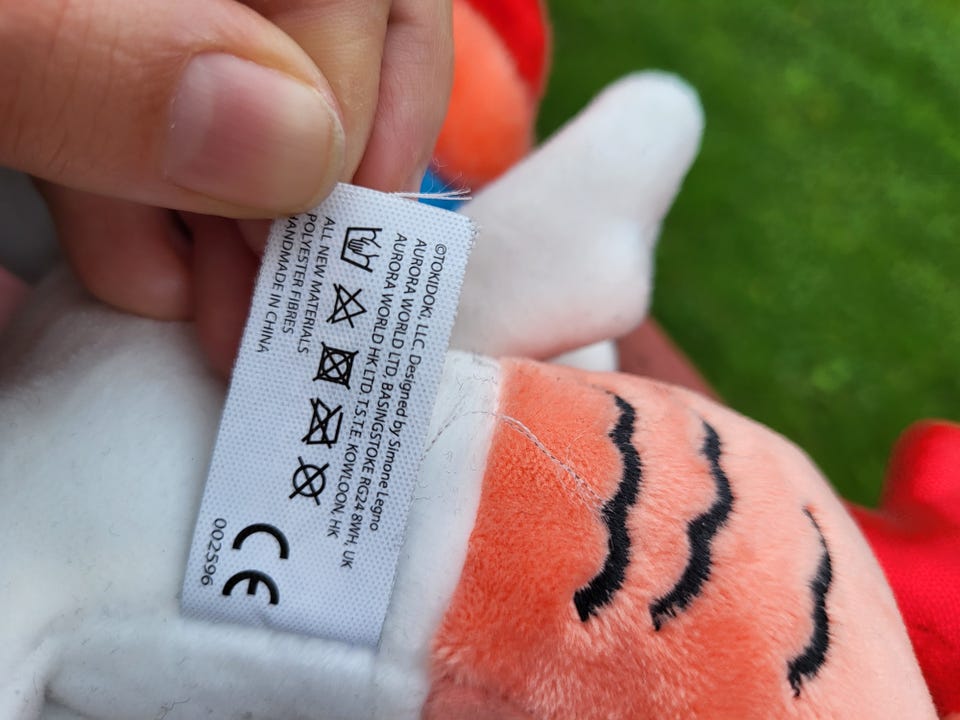 ©TOKIDOKI, LLC. Designed by Simone Legno
AURORA WORLD LTD, BASINGSTOKE RG24 8WH, UK
AURORA WORLD HK LTD, T.S.T.E. KOWLOON. HK
ALL NEW MATERIALS
POLYESTER FIBRES
HANDMADE IN CHINA
CE
002596